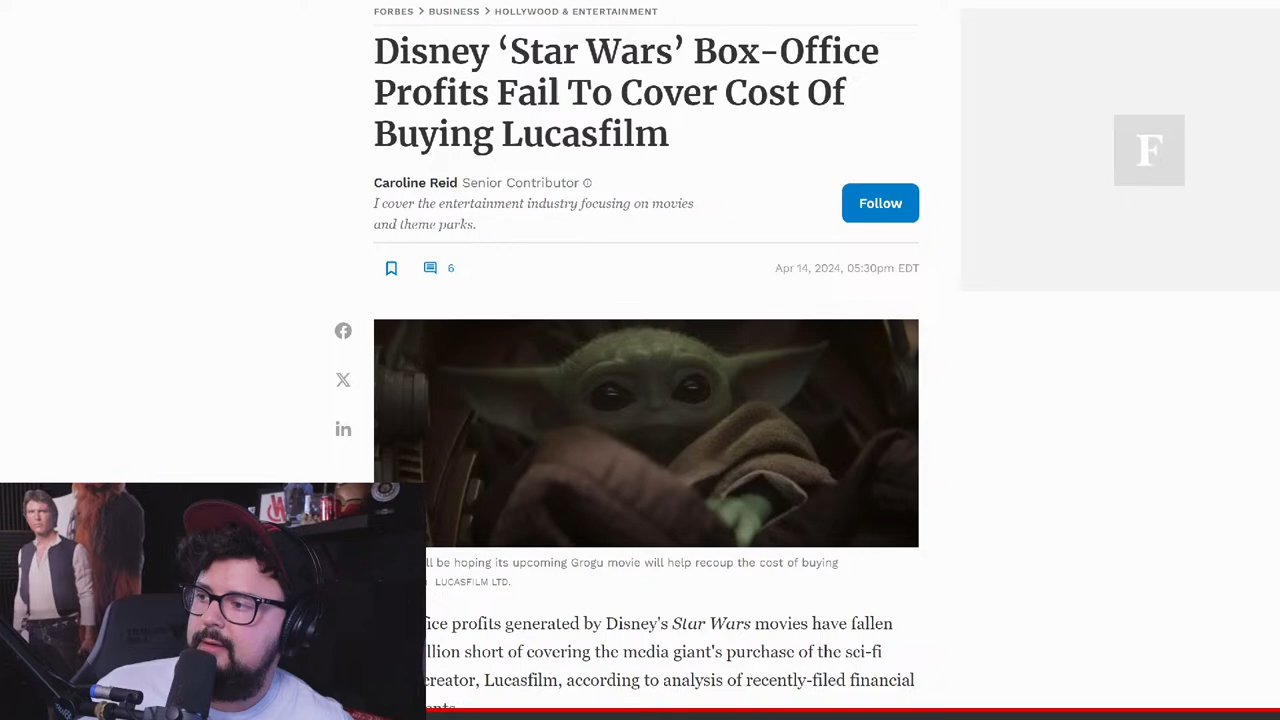 FORBES > BUSINESS > HOLLYWOOD & ENTERTAINMENT
Disney ‘Star Wars’ Box-Office
Profits Fail To Cover Cost Of
Buying Lucasfilm
Caroline Reid Senior Contributor
I cover the entertainment industry focusing on movies
and theme parks.
Follow
6
Apr 14, 2024, 05:30pm EDT
F
be hoping its upcoming Grogu movie will help recoup the cost of buying
LUCASFILM LTD.
profits generated by Disney's Star Wars movies have fallen
short of covering the media giant's purchase of the sci-fi
creator, Lucasfilm, according to analysis of recently-filed financial